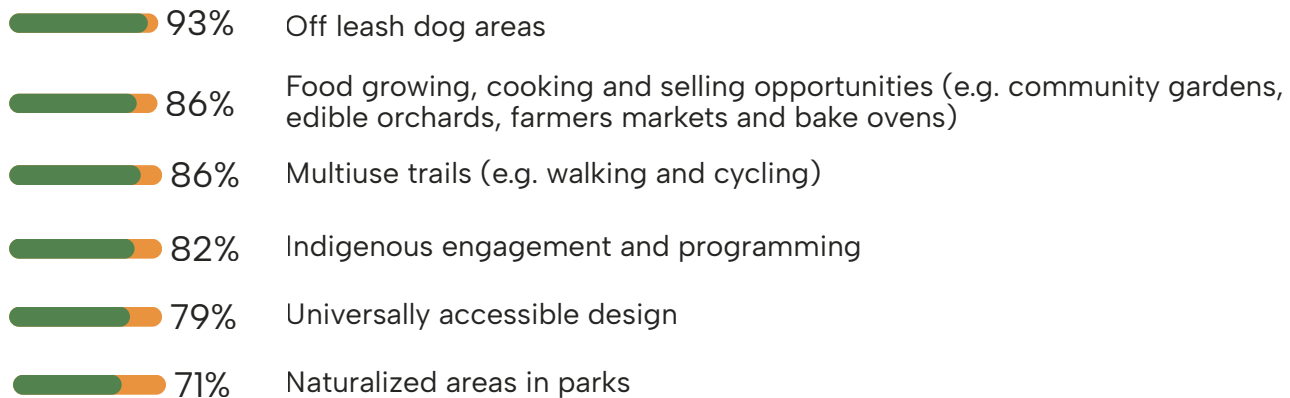 93% Off leash dog areas
86% Food growing, cooking and selling opportunities (e.g. community gardens,
edible orchards, farmers markets and bake ovens)
86% Multiuse trails (e.g. walking and cycling)
82% Indigenous engagement and programming
79% Universally accessible design
71% Naturalized areas in parks